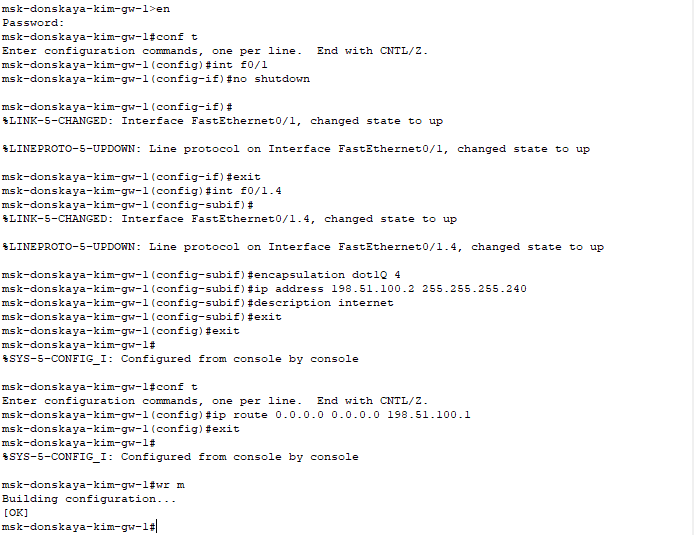 msk-donskaya-kim-gw-1>en
Password:
msk-donskaya-kim-gw-1#conf t
Enter configuration commands, one per line.  End with CNTL/Z.
msk-donskaya-kim-gw-1(config)#int f0/1
msk-donskaya-kim-gw-1(config-if)#no shutdown
msk-donskaya-kim-gw-1(config-if)#
%LINK-5-CHANGED: Interface FastEthernet0/1, changed state to up
%LINEPROTO-5-UPDOWN: Line protocol on Interface FastEthernet0/1, changed state to up
msk-donskaya-kim-gw-1(config-if)#exit
msk-donskaya-kim-gw-1(config)#int f0/1.4
msk-donskaya-kim-gw-1(config-subif)#
%LINK-5-CHANGED: Interface FastEthernet0/1.4, changed state to up
%LINEPROTO-5-UPDOWN: Line protocol on Interface FastEthernet0/1.4, changed state to up
msk-donskaya-kim-gw-1(config-subif)#encapsulation dot1Q 4
msk-donskaya-kim-gw-1(config-subif)#ip address 198.51.100.2 255.255.255.240
msk-donskaya-kim-gw-1(config-subif)#description internet
msk-donskaya-kim-gw-1(config-subif)#exit
msk-donskaya-kim-gw-1(config)#exit
msk-donskaya-kim-gw-1#
%SYS-5-CONFIG_I: Configured from console by console
msk-donskaya-kim-gw-1#conf t
Enter configuration commands, one per line.  End with CNTL/Z.
msk-donskaya-kim-gw-1(config)#ip route 0.0.0.0 0.0.0.0 198.51.100.1
msk-donskaya-kim-gw-1(config)#exit
msk-donskaya-kim-gw-1#
%SYS-5-CONFIG_I: Configured from console by console
msk-donskaya-kim-gw-1#wr m
Building configuration...
[OK]
msk-donskaya-kim-gw-1#